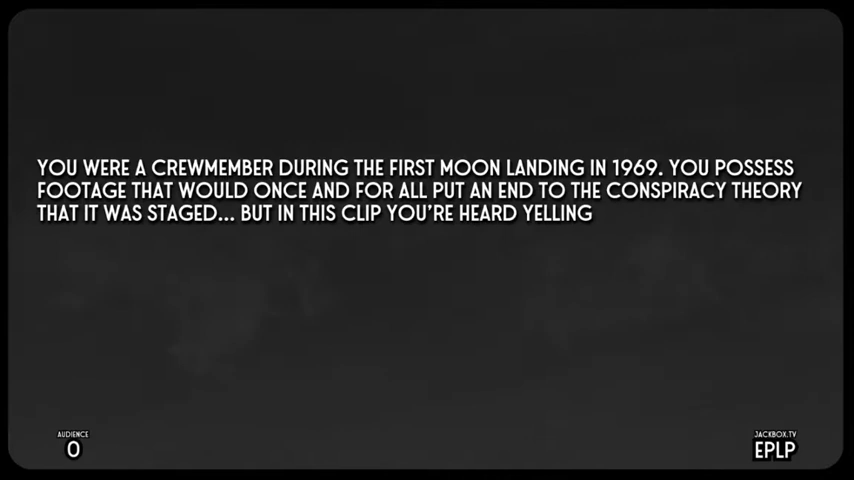 YOU WERE A CREWMEMBER DURING THE FIRST MOON LANDING IN 1969. YOU POSSESS
FOOTAGE THAT WOULD ONCE AND FOR ALL PUT AN END TO THE CONSPIRACY THEORY
THAT IT WAS STAGED... BUT IN THIS CLIP YOU'RE HEARD YELLING
AUDIENCE
0
JACKBOX.TV
EPLP